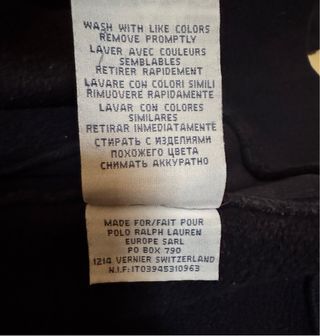 WASH WITH LIKE COLORS
REMOVE PROMPTLY
LAVER AVEC COULEURS
SEMBLABLES
RETIRER RAPIDEMENT
LAVARE CON COLORI SIMILI
RIMUOVERE RAPIDAMENTE
LAVAR CON COLORES
SIMILARES
RETIRAR INMEDIATAMENTE
СТИРАТЬ С ИЗДЕЛИЯМИ
ПОХОЖЕГО ЦВЕТА
СНИМАТЬ АККУРАТНО
MADE FOR/FAIT POUR
POLO RALPH LAUREN
EUROPE SARL
PO BOX 790
1214 VERNIER SWITZERLAND
N.I.F: IT03945310963